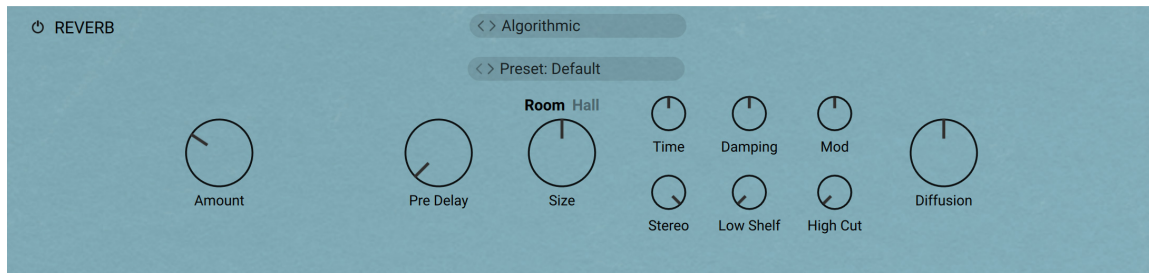 REVERB
Algorithmic
Preset: Default
Room Hall
Time Damping Mod
Amount Pre Delay Size Diffusion
Stereo Low Shelf High Cut